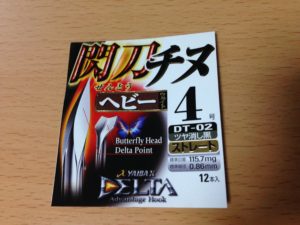 閃刀チヌ
せんとう
ヘビー
4号
DT-02
ツヤ消し黒
ストレート
Butterfly Head
Delta Point
115.7mg
0.86mm
YAIBA X
DELTA
Advantage Hook
12本入